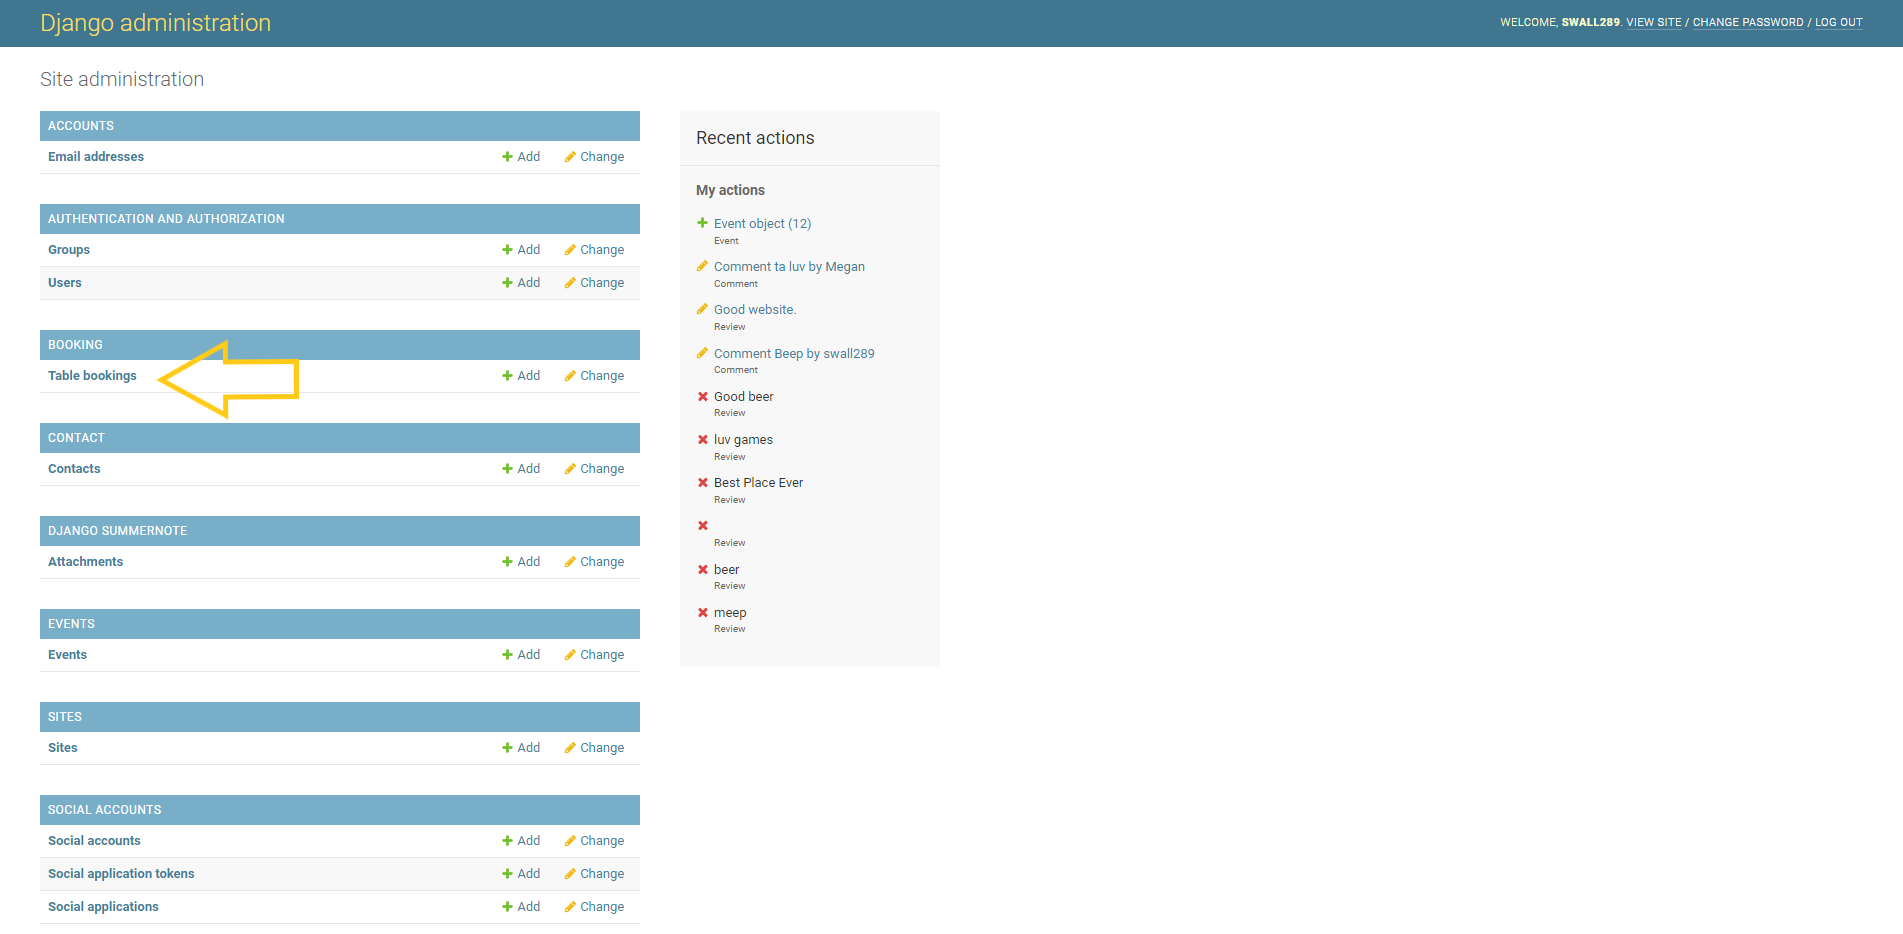 Django administration
WELCOME, SWALL289. VIEW SITE / CHANGE PASSWORD / LOG OUT
Site administration
ACCOUNTS
Email addresses Add Change
AUTHENTICATION AND AUTHORIZATION
Groups Add Change
Users Add Change
BOOKING
Table bookings Add Change
CONTACT
Contacts Add Change
DJANGO SUMMERNOTE
Attachments Add Change
EVENTS
Events Add Change
SITES
Sites Add Change
SOCIAL ACCOUNTS
Social accounts Add Change
Social application tokens Add Change
Social applications Add Change
Recent actions
My actions
Event object (12)
Event
Comment ta luv by Megan
Comment
Good website.
Review
Comment Beep by swall289
Comment
Good beer
Review
luv games
Review
Best Place Ever
Review
Review
beer
Review
meep
Review